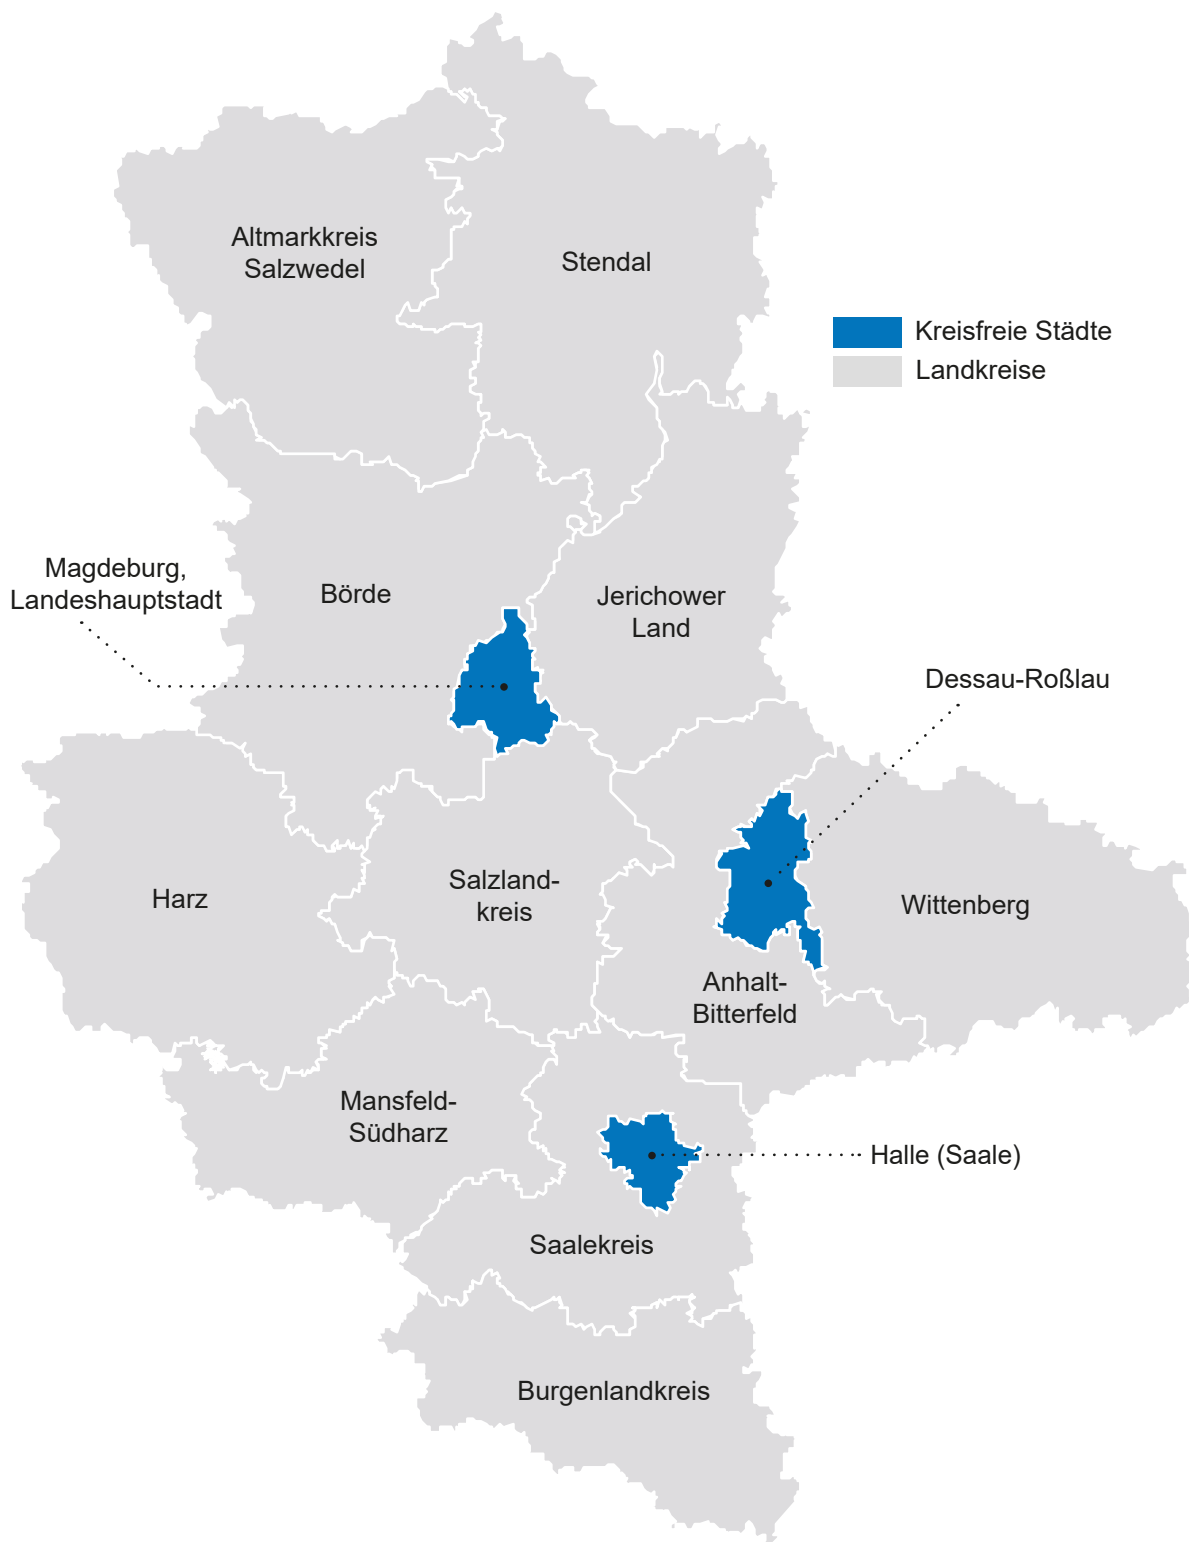 Altmarkkreis
Salzwedel
Stendal
Kreisfreie Städte
Landkreise
Magdeburg,
Landeshauptstadt
Börde
Jerichower
Land
Dessau-Roßlau
Harz
Salzland-
kreis
Wittenberg
Anhalt-
Bitterfeld
Mansfeld-
Südharz
Halle (Saale)
Saalekreis
Burgenlandkreis